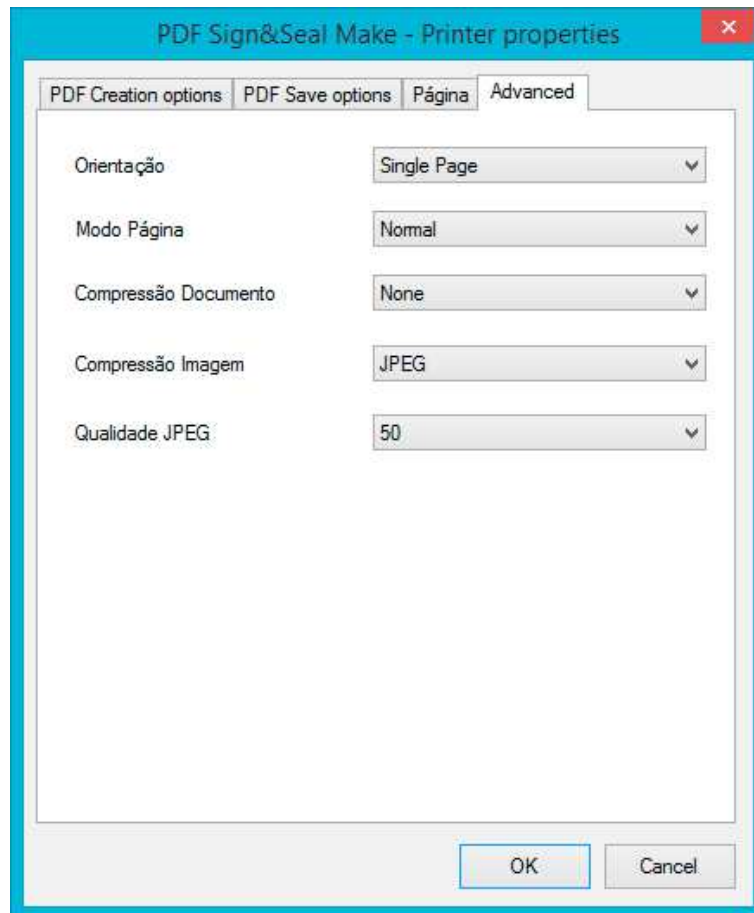 PDF Sign&Seal Make - Printer properties
PDF Creation options PDF Save options Página Advanced
Orientação Single Page
Modo Página Normal
Compressão Documento None
Compressão Imagem JPEG
Qualidade JPEG 50
OK Cancel